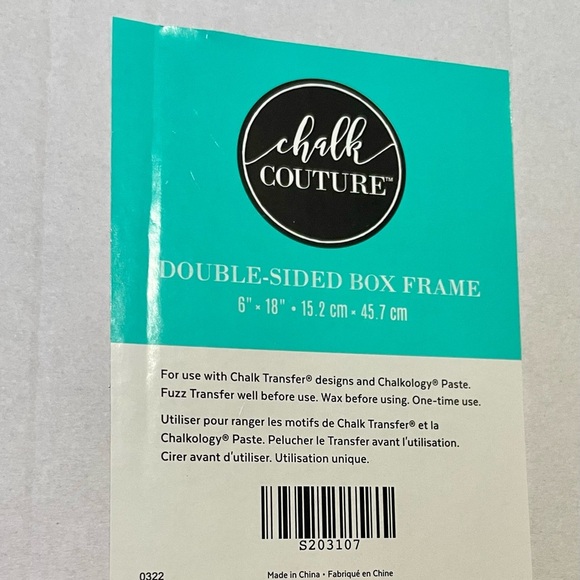 chalk
COUTURE™
DOUBLE-SIDED BOX FRAME
6" × 18" • 15.2 cm × 45.7 cm
For use with Chalk Transfer® designs and Chalkology® Paste.
Fuzz Transfer well before use. Wax before using. One-time use.
Utiliser pour ranger les motifs de Chalk Transfer® et la
Chalkology® Paste. Pelucher le Transfer avant l'utilisation.
Cirer avant d'utiliser. Utilisation unique.
S203107
0322
Made in China • Fabriqué en Chine